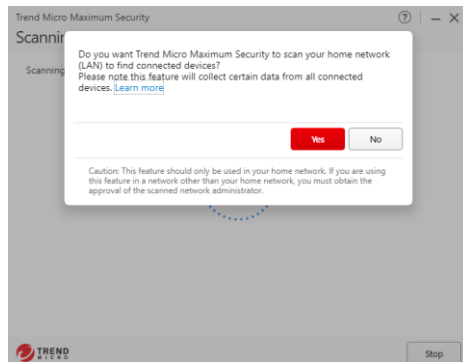 Trend Micro Maximum Security
Scannin
Scanning
Do you want Trend Micro Maximum Security to scan your home network
(LAN) to find connected devices?
Please note this feature will collect certain data from all connected
devices. Learn more
Yes No
Caution: This feature should only be used in your home network. If you are using
this feature in a network other than your home network, you must obtain the
approval of the scanned network administrator.
TREND
MICRO
Stop